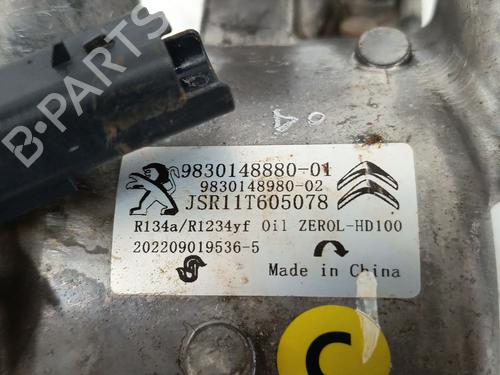 B-PARTS
9830148880-01
9830148980-02
JSR11T605078
R134a/R1234yf Oil ZEROL-HD100
202209019536-5
Made in China
C